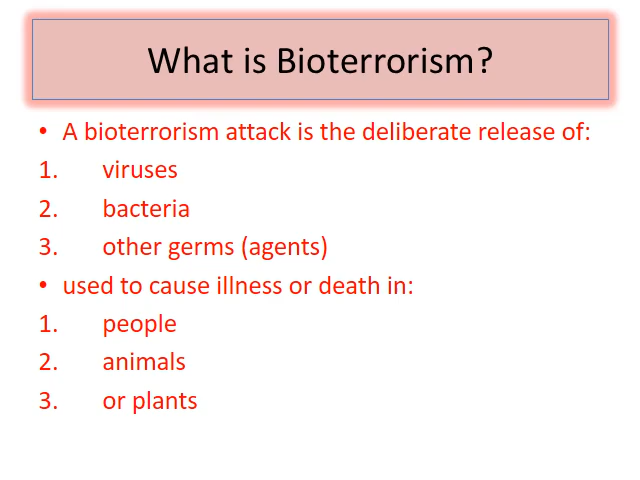 What is Bioterrorism?
• A bioterrorism attack is the deliberate release of:
1. viruses
2. bacteria
3. other germs (agents)
• used to cause illness or death in:
1. people
2. animals
3. or plants